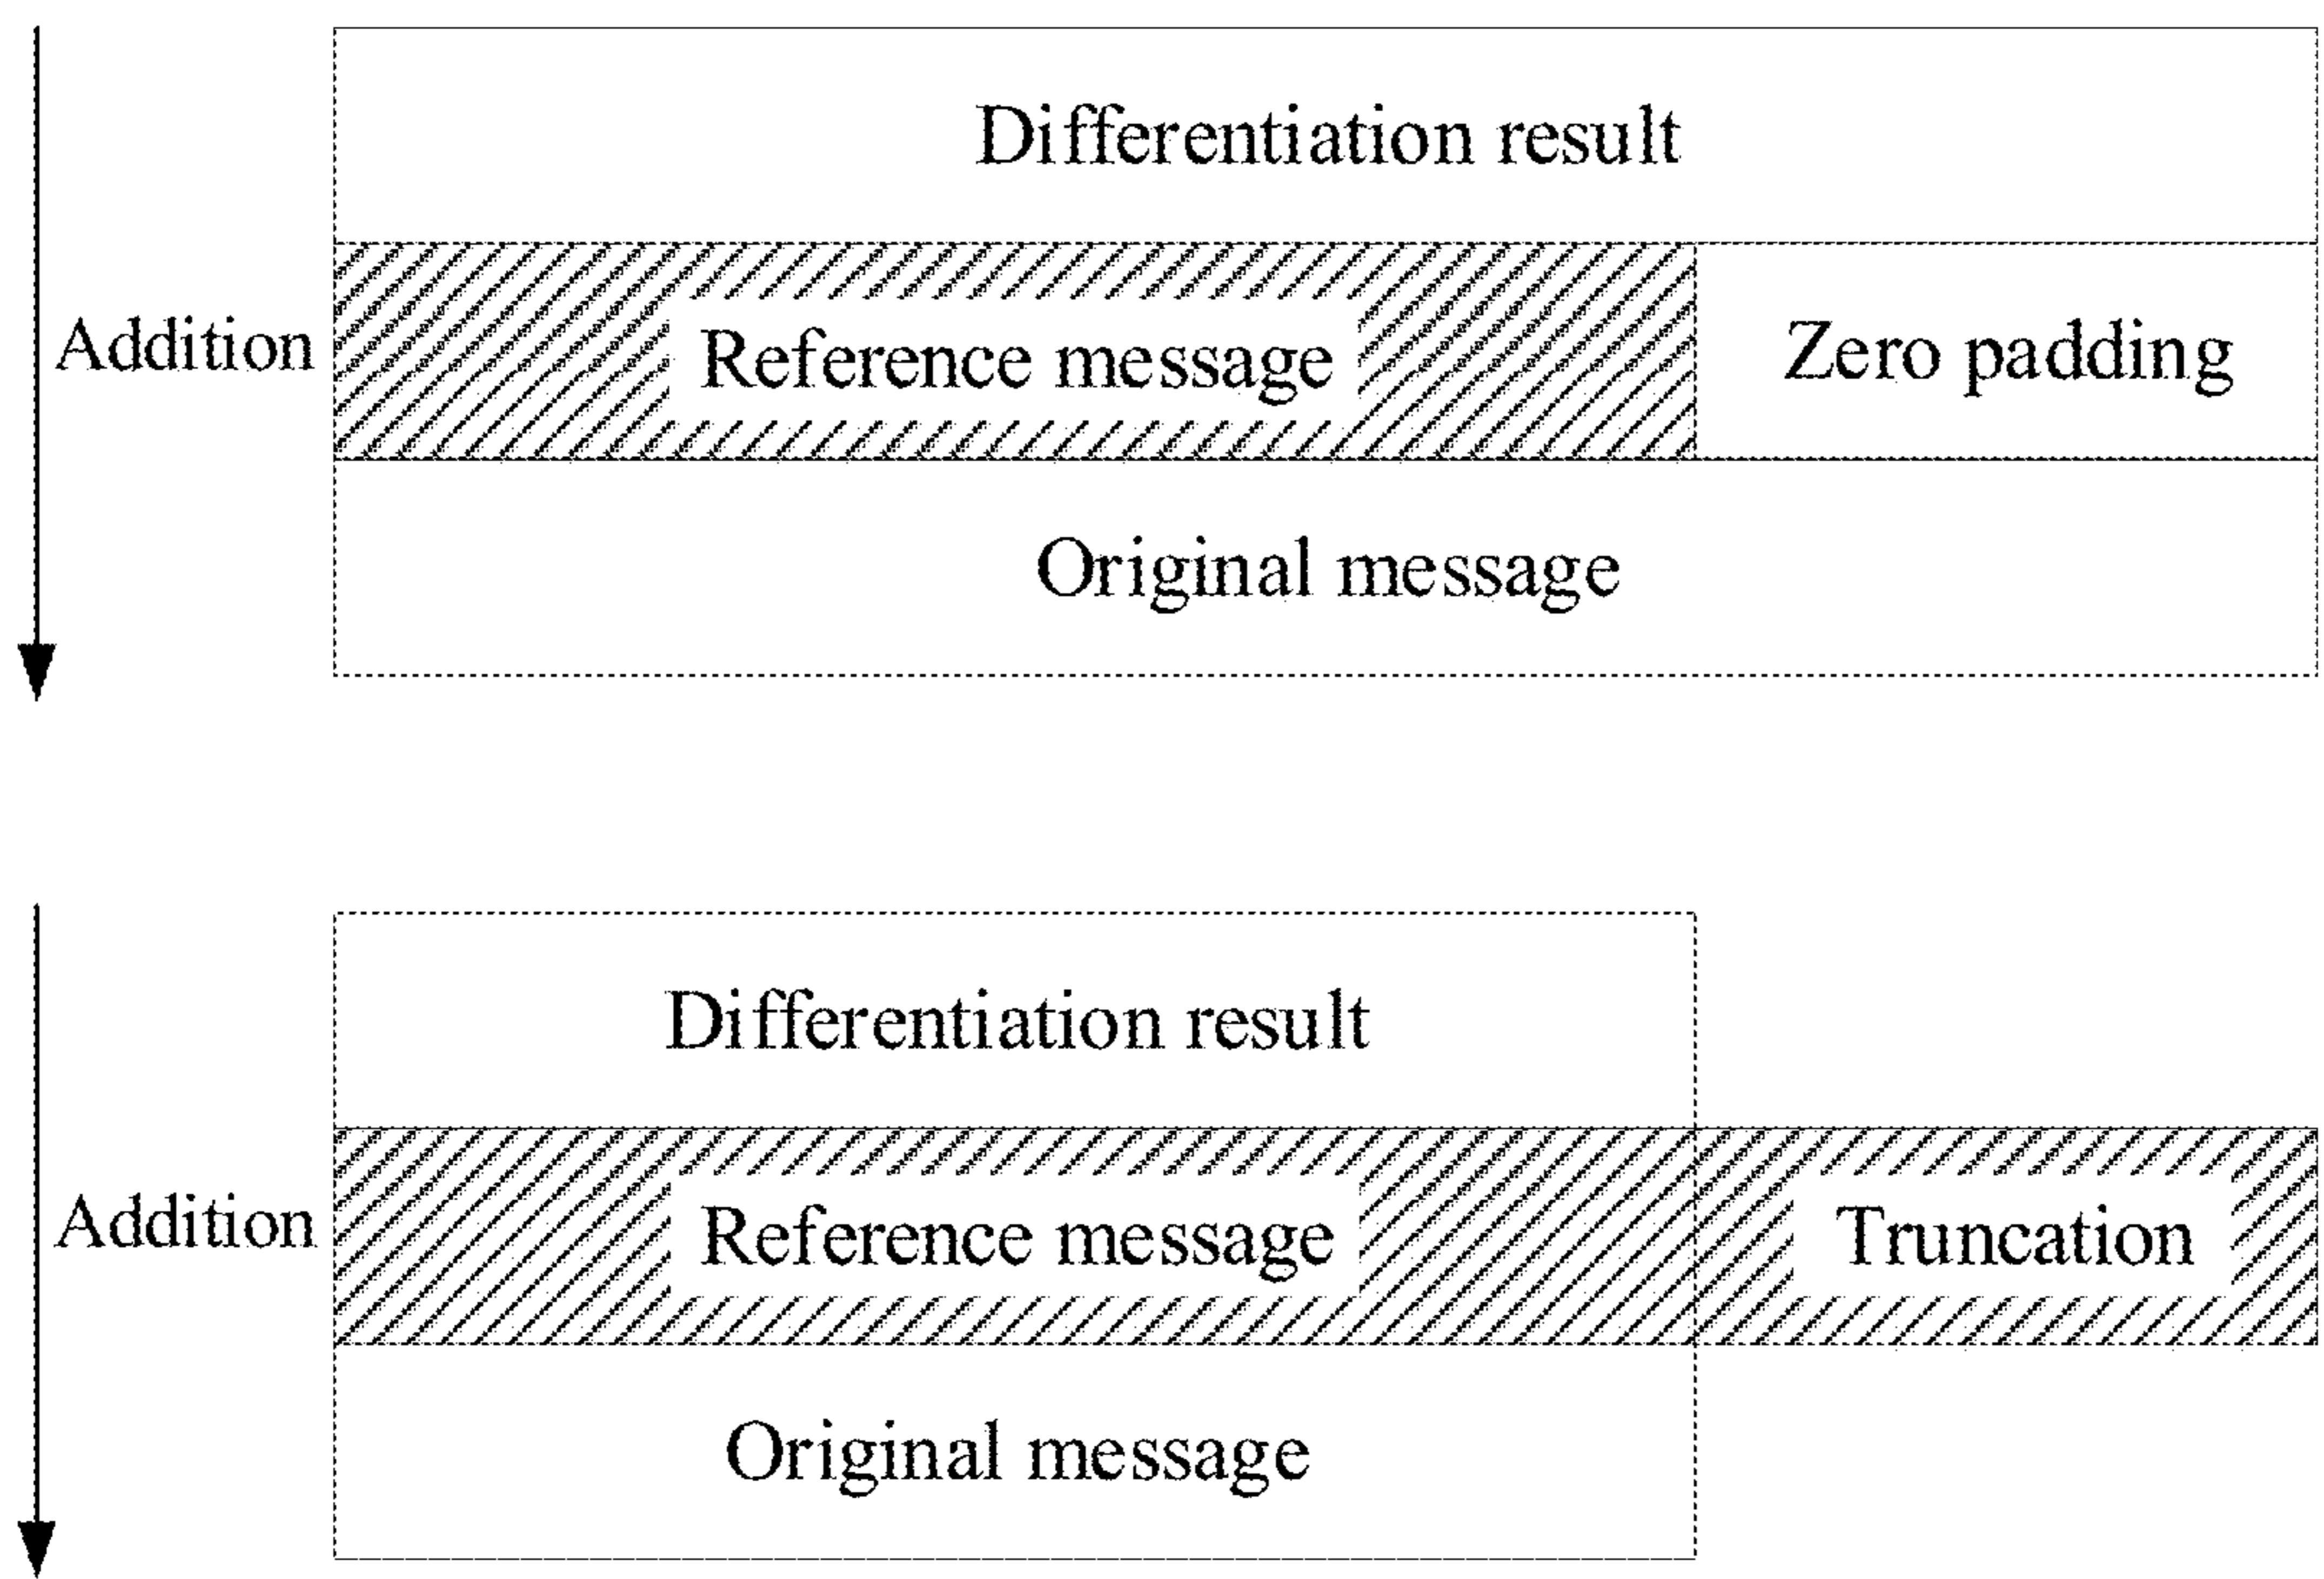 Differentiation result
Addition
Reference message
Zero padding
Original message
Differentiation result
Addition
Reference message
Truncation
Original message